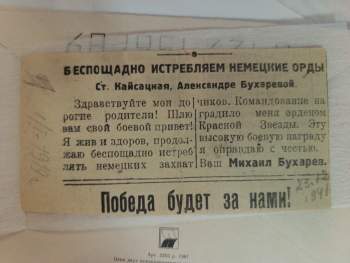 БЕСПОЩАДНО ИСТРЕБЛЯЕМ НЕМЕЦКИЕ ОРДЫ
Ст. Кайсацкая, Александре Бухаревой.
Здравствуйте мои до
рогие родители! Шлю
вам свой боевой привет!
Я жив и здоров, продол-
жаю беспощадно истреб
лять немецких захват
чиков. Командование на
градило меня орденом
Красной Звезды. Эту
высокую боевую награду
я оправдаю с честью.
Ваш Михаил Бухарев.
Победа будет за нами!